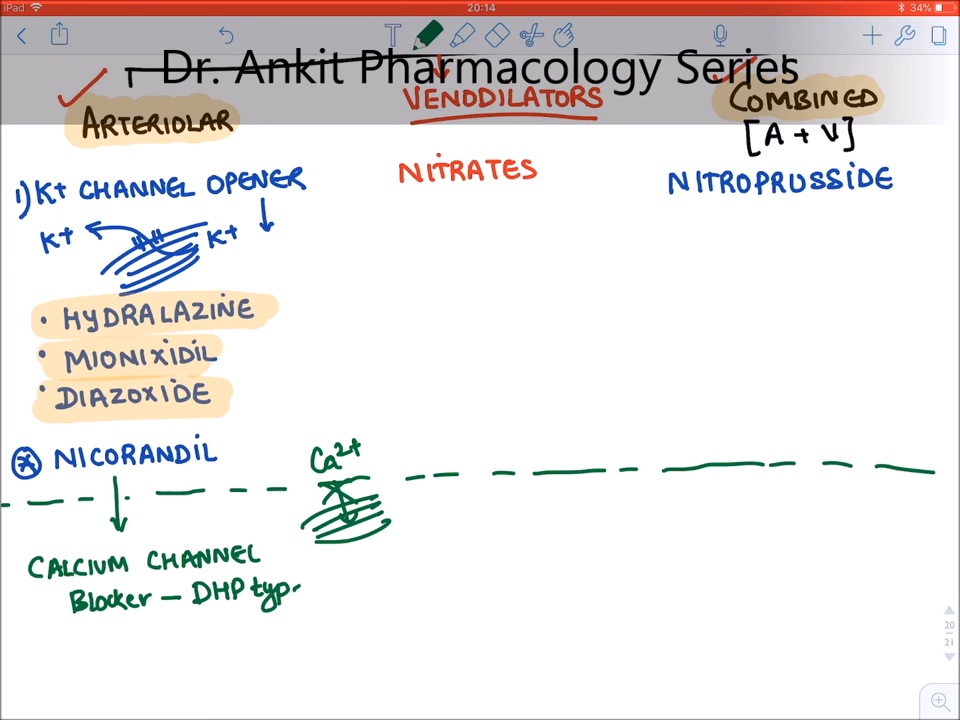 iPad
20:14
34%
Dr. Ankit Pharmacology Series
ARTERIOLAR
VENODILATORS
COMBINED
[A + V]
1) K+ CHANNEL OPENER
NITRATES
NITROPRUSSIDE
K+ K+
• HYDRALAZINE
• MIONIXIDIL
• DIAZOXIDE
* NICORANDIL
Ca2+
CALCIUM CHANNEL
Blocker - DHP typ
20
21